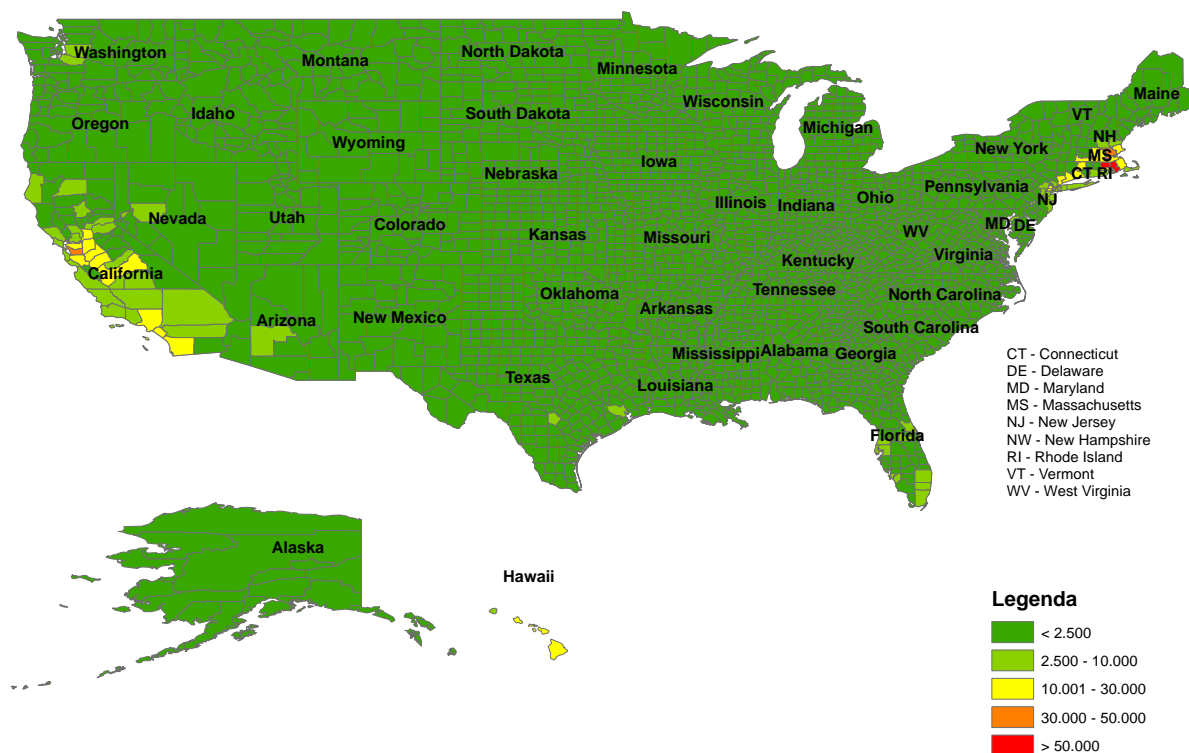 Washington
Montana
North Dakota
Minnesota
Maine
Oregon
Idaho
South Dakota
Wisconsin
Michigan
VT
NH
Wyoming
New York
MS
Nebraska
Iowa
CT RI
Pennsylvania
NJ
Nevada
Utah
Colorado
Kansas
Missouri
Illinois
Indiana
Ohio
WV
MD
DE
Virginia
California
Kentucky
Tennessee
North Carolina
Arizona
New Mexico
Oklahoma
Arkansas
South Carolina
Mississippi
Alabama
Georgia
Texas
Louisiana
Florida
CT - Connecticut
DE - Delaware
MD - Maryland
MS - Massachusetts
NJ - New Jersey
NW - New Hampshire
RI - Rhode Island
VT - Vermont
WV - West Virginia
Alaska
Hawaii
Legenda
< 2.500
2.500 - 10.000
10.001 - 30.000
30.000 - 50.000
> 50.000